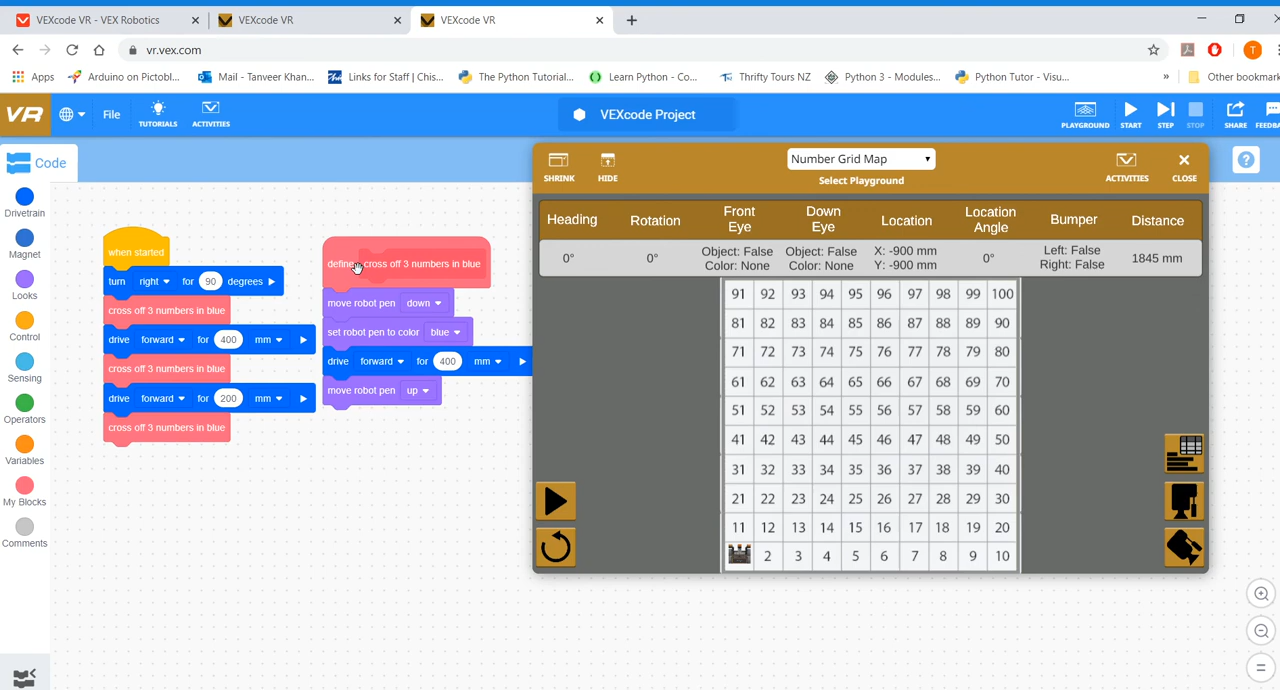 VEXcode VR - VEX Robotics
VEXcode VR
VEXcode VR
vr.vex.com
T
Apps
Arduino on Pictobl...
Mail - Tanveer Khan...
Links for Staff | Chis...
The Python Tutorial...
Learn Python - Co...
Thrifty Tours NZ
Python 3 - Modules...
Python Tutor - Visu...
»
Other bookmark
VR
File
TUTORIALS
ACTIVITIES
VEXcode Project
PLAYGROUND
START
STEP
STOP
SHARE
FEEDBA
Code
Drivetrain
Magnet
Looks
Control
Sensing
Operators
Variables
My Blocks
Comments
when started
turn right for 90 degrees
cross off 3 numbers in blue
drive forward for 400 mm
cross off 3 numbers in blue
drive forward for 200 mm
cross off 3 numbers in blue
define cross off 3 numbers in blue
move robot pen down
set robot pen to color blue
drive forward for 400 mm
move robot pen up
SHRINK
HIDE
Number Grid Map
Select Playground
ACTIVITIES
CLOSE
?
Heading Rotation Front Eye Down Eye Location Location Angle Bumper Distance
0° 0° Object: False Color: None Object: False Color: None X: -900 mm Y: -900 mm 0° Left: False Right: False 1845 mm
91 92 93 94 95 96 97 98 99 100
81 82 83 84 85 86 87 88 89 90
71 72 73 74 75 76 77 78 79 80
61 62 63 64 65 66 67 68 69 70
51 52 53 54 55 56 57 58 59 60
41 42 43 44 45 46 47 48 49 50
31 32 33 34 35 36 37 38 39 40
21 22 23 24 25 26 27 28 29 30
11 12 13 14 15 16 17 18 19 20
2 3 4 5 6 7 8 9 10